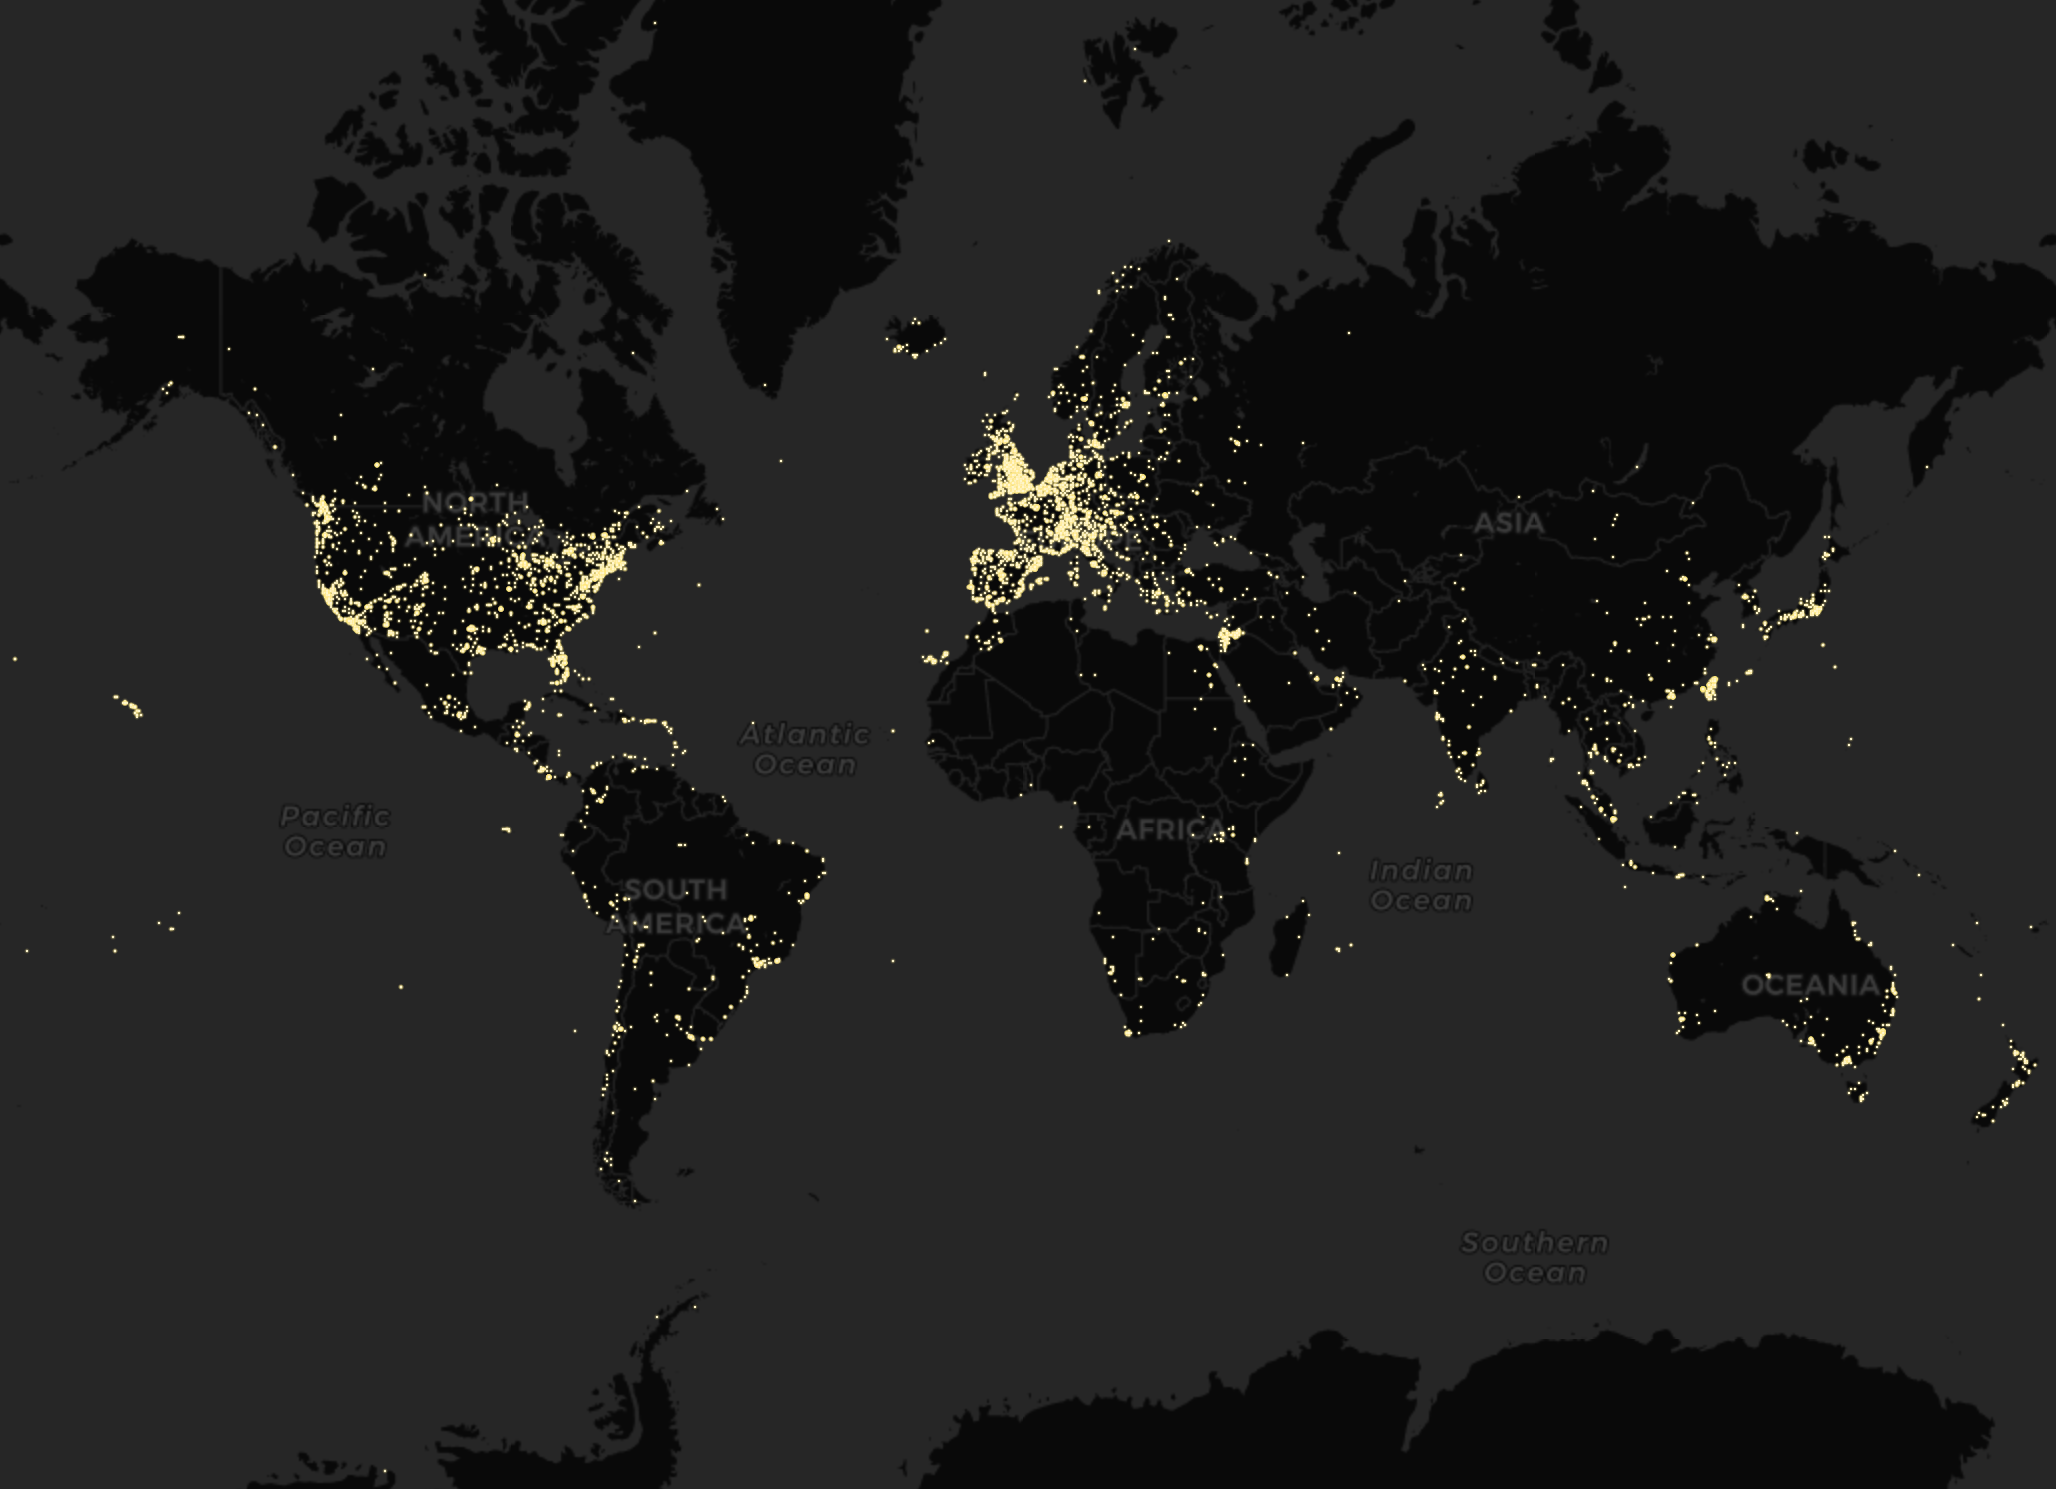 NORTH
AMERICA
ASIA
Atlantic
Ocean
Pacific
Ocean
AFRICA
Indian
Ocean
SOUTH
AMERICA
OCEANIA
Southern
Ocean